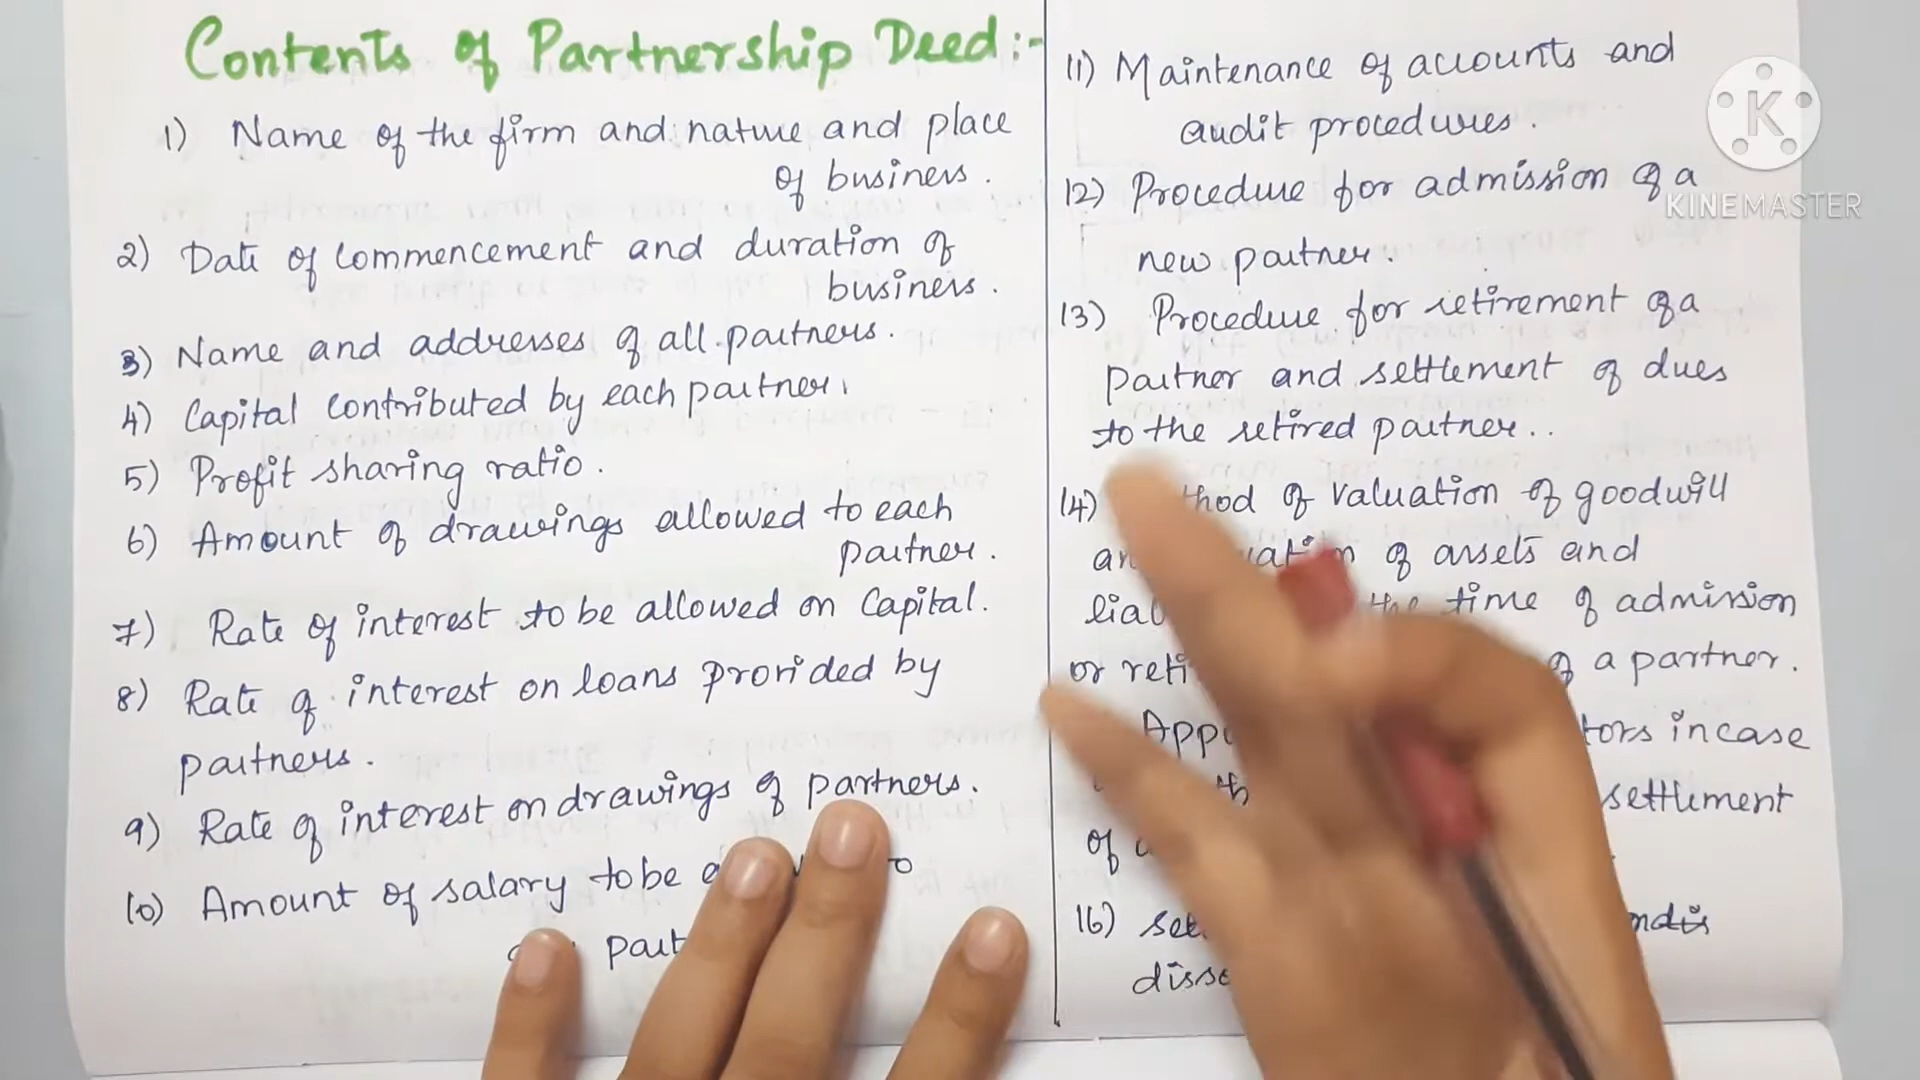 Contents of Partnership Deed:-
1) Name of the firm and nature and place
of business.
2) Date of commencement and duration of
business.
3) Name and addresses of all partners.
4) Capital contributed by each partner.
5) Profit sharing ratio.
6) Amount of drawings allowed to each
partner.
7) Rate of interest to be allowed on Capital.
8) Rate of interest on loans provided by
partners.
9) Rate of interest on drawings of partners.
10) Amount of salary to be
11) Maintenance of accounts and
audit procedures.
12) Procedure for admission of a
new partner.
13) Procedure for retirement of a
partner and settlement of dues
to the retired partner..
14) of valuation of goodwill
of assets and
the time of admission
or of a partner.
in case
settlement
of
16)
K
KINEMASTER